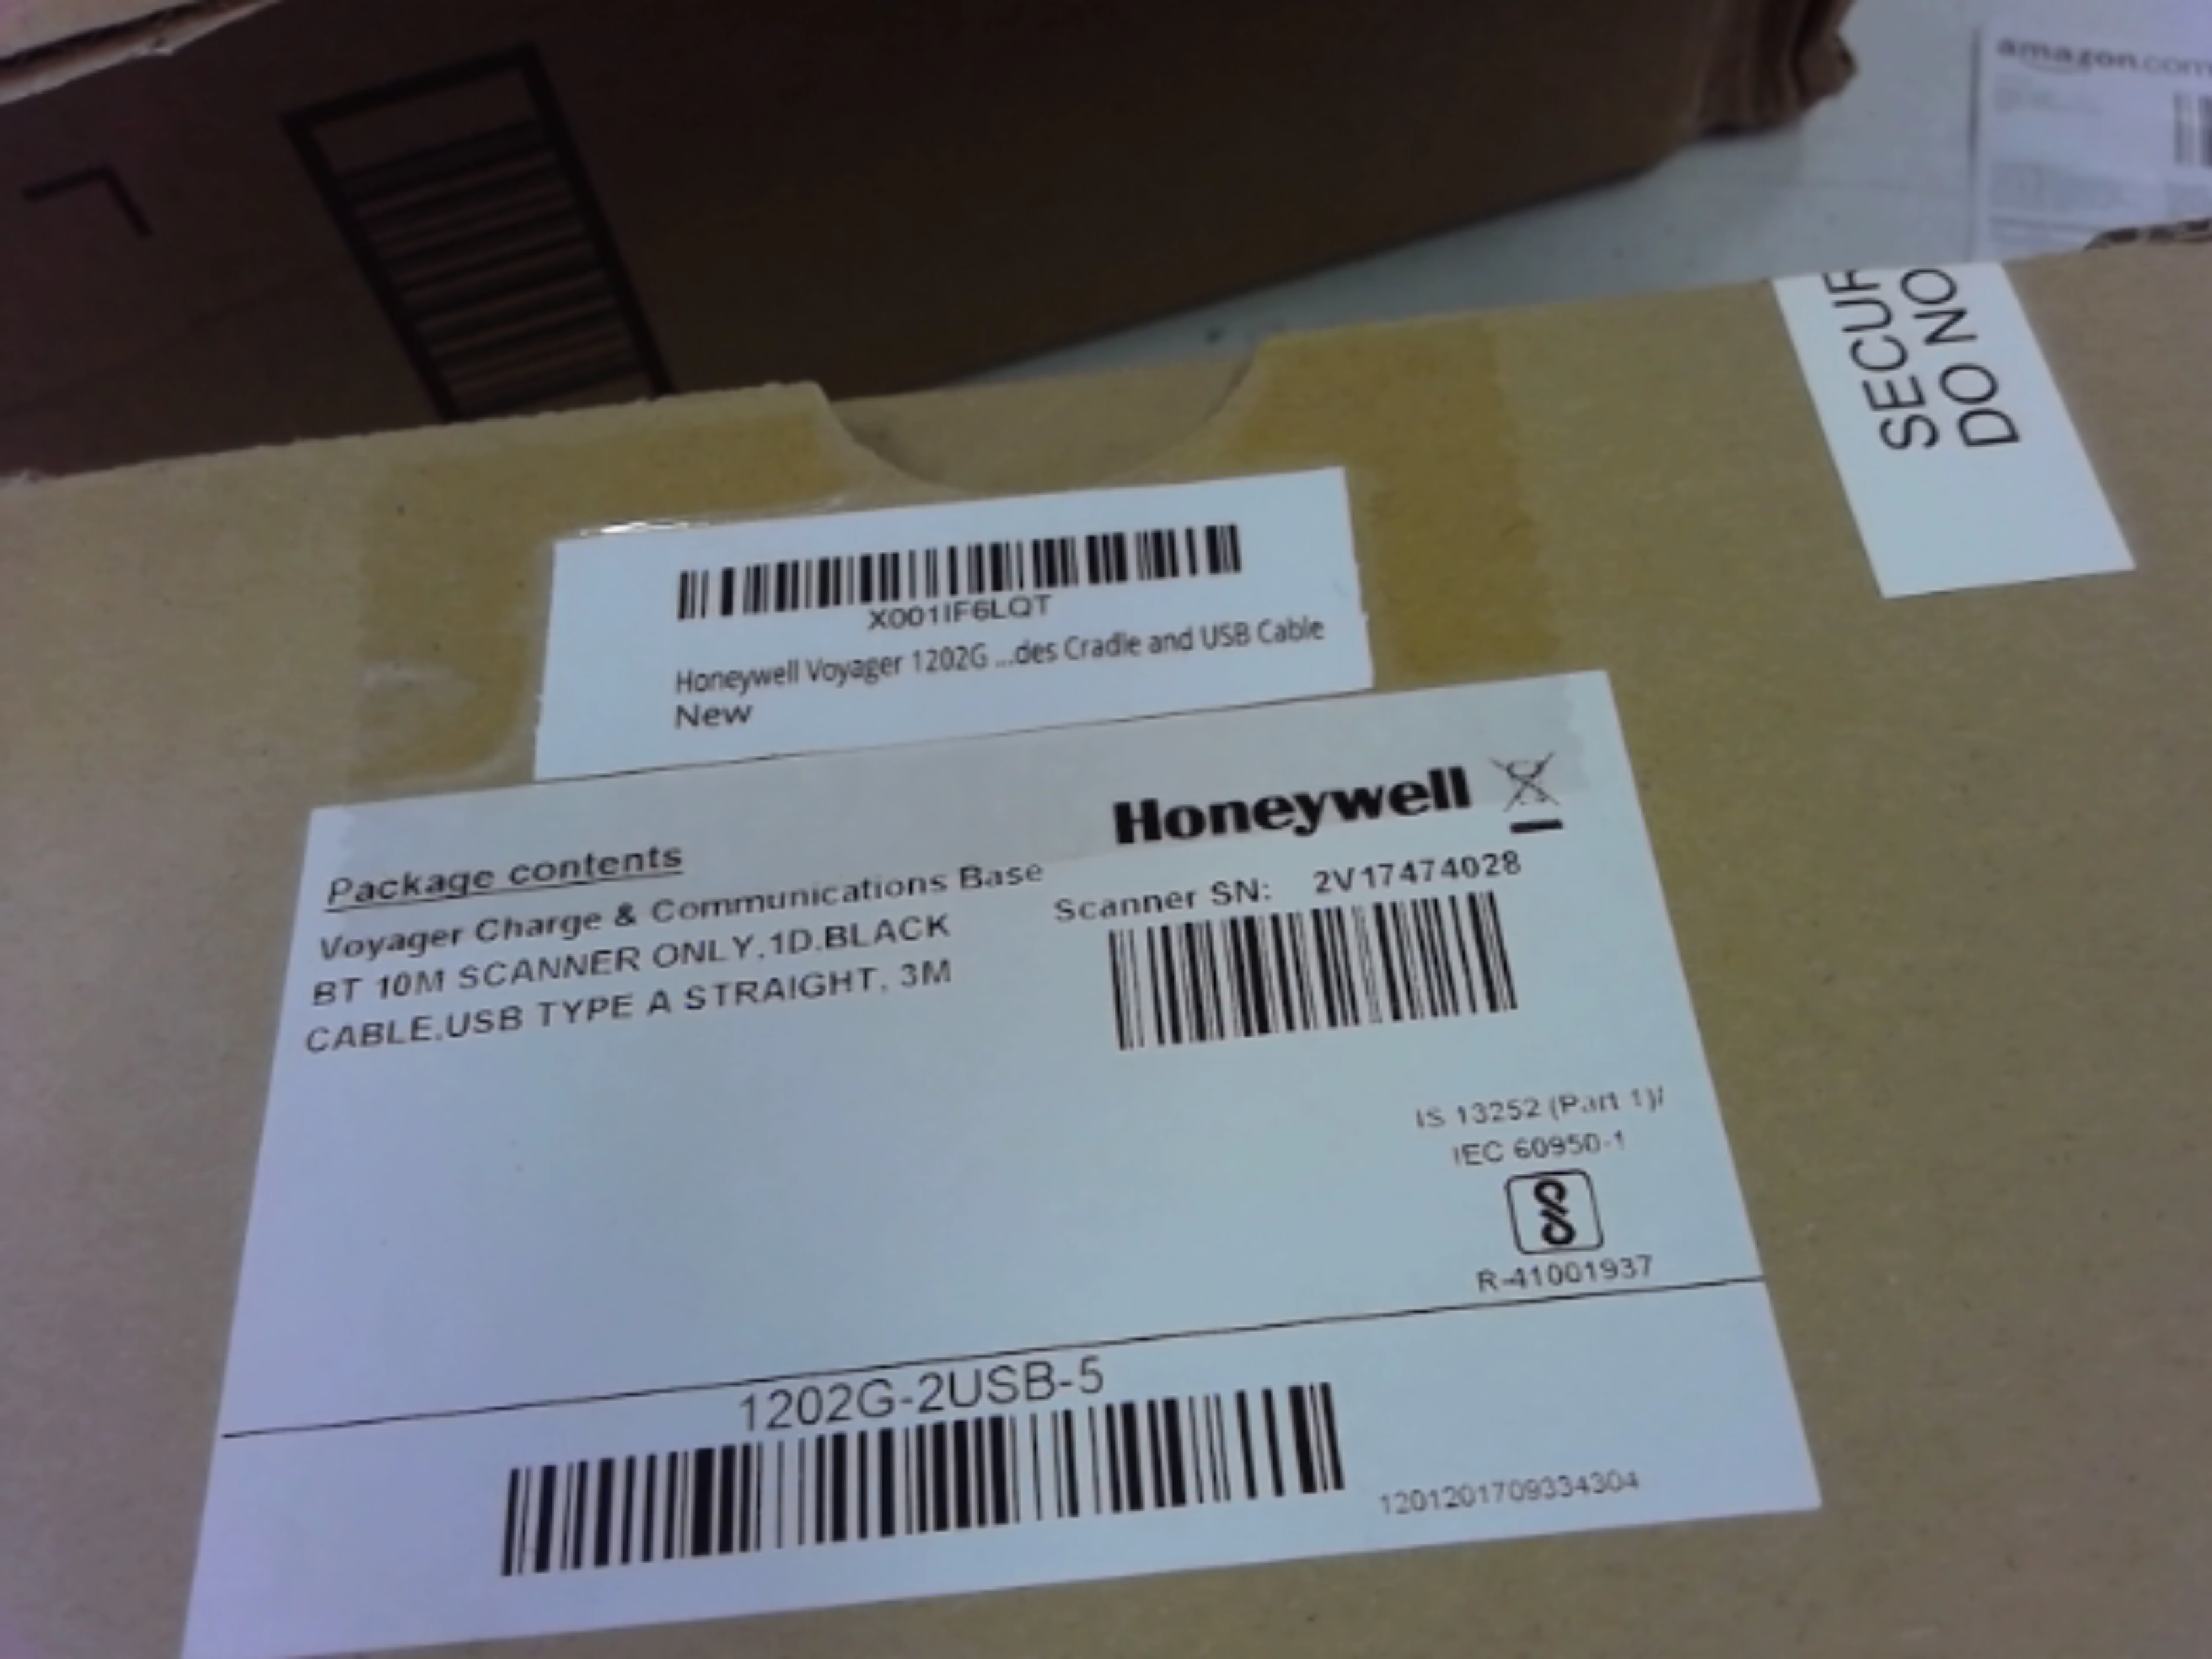 amazon.com
SECUR
DO NO
X001IF6LQT
Honeywell Voyager 1202G ...des Cradle and USB Cable
New
Honeywell
Package contents
Voyager Charge & Communications Base
BT 10M SCANNER ONLY,1D.BLACK
CABLE,USB TYPE A STRAIGHT, 3M
Scanner SN: 2V17474028
IS 13252 (Part 1)/
IEC 60950-1
R-41001937
1202G-2USB-5
1201201709334304